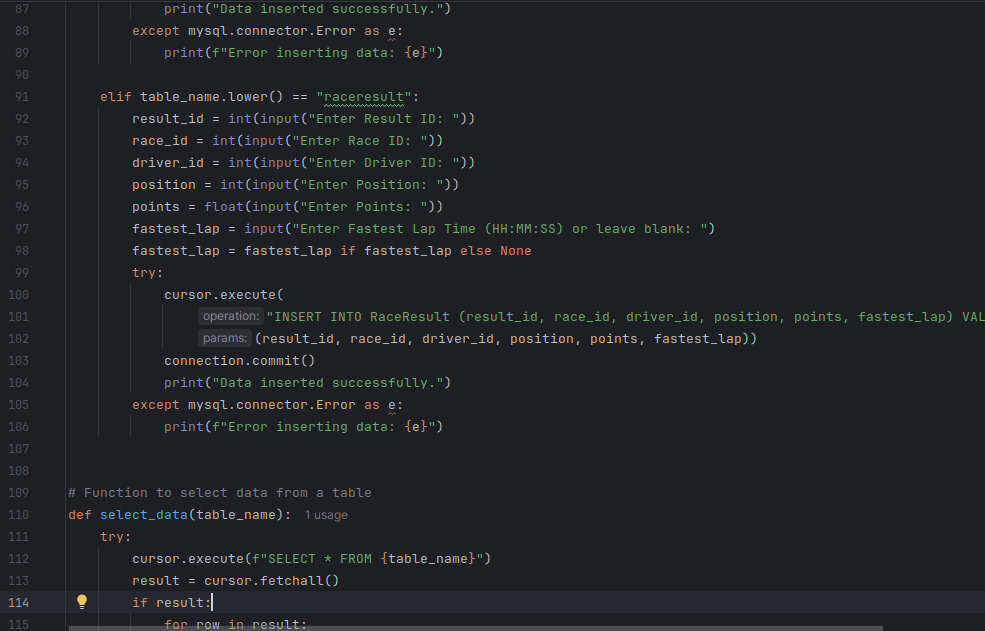 87 print("Data inserted successfully.")
88 except mysql.connector.Error as e:
89 print(f"Error inserting data: {e}")
90
91 elif table_name.lower() == "raceresult":
92 result_id = int(input("Enter Result ID: "))
93 race_id = int(input("Enter Race ID: "))
94 driver_id = int(input("Enter Driver ID: "))
95 position = int(input("Enter Position: "))
96 points = float(input("Enter Points: "))
97 fastest_lap = input("Enter Fastest Lap Time (HH:MM:SS) or leave blank: ")
98 fastest_lap = fastest_lap if fastest_lap else None
99 try:
100 cursor.execute(
101 operation: "INSERT INTO RaceResult (result_id, race_id, driver_id, position, points, fastest_lap) VAL
102 params: (result_id, race_id, driver_id, position, points, fastest_lap))
103 connection.commit()
104 print("Data inserted successfully.")
105 except mysql.connector.Error as e:
106 print(f"Error inserting data: {e}")
107
108
109 # Function to select data from a table
110 def select_data(table_name): 1 usage
111 try:
112 cursor.execute(f"SELECT * FROM {table_name}")
113 result = cursor.fetchall()
114 if result:
115 for row in result: